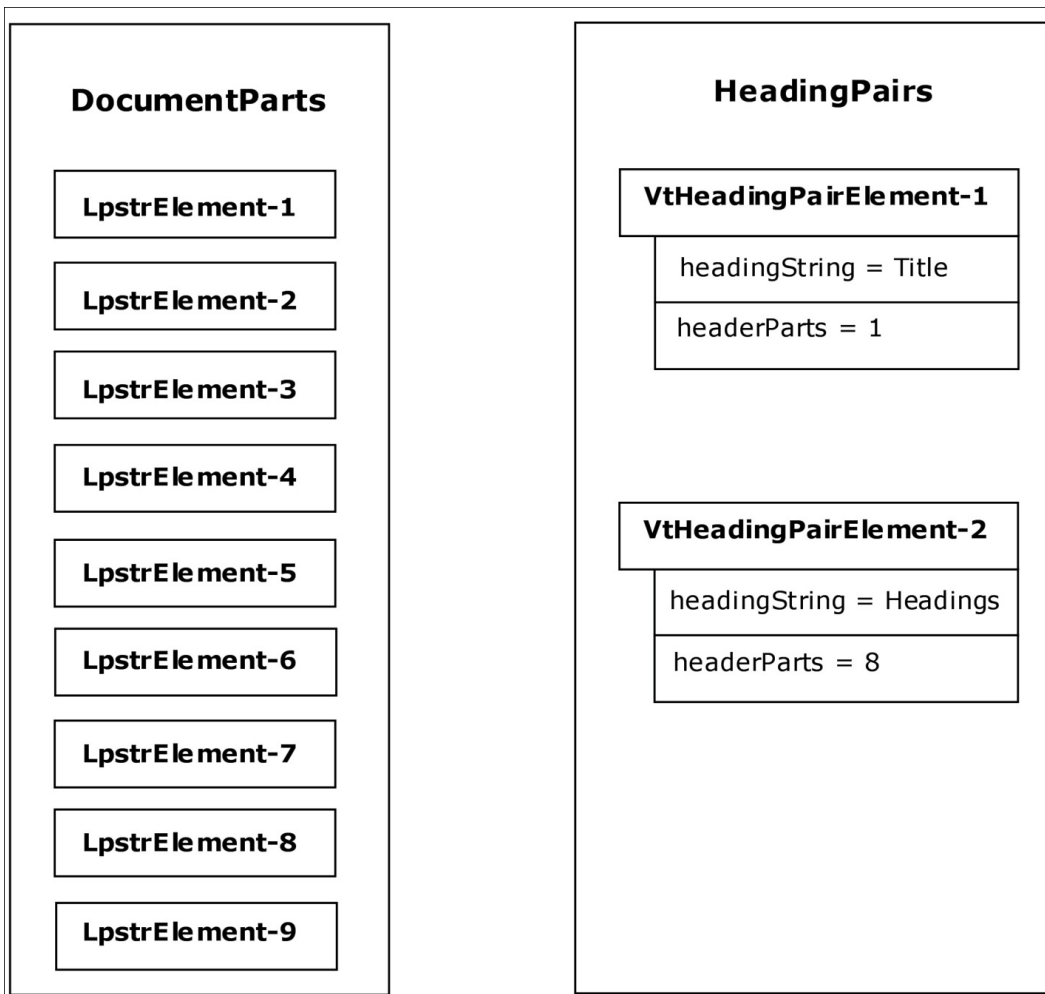 DocumentParts
LpstrElement-1
LpstrElement-2
LpstrElement-3
LpstrElement-4
LpstrElement-5
LpstrElement-6
LpstrElement-7
LpstrElement-8
LpstrElement-9
HeadingPairs
VtHeadingPairElement-1
headingString = Title
headerParts = 1
VtHeadingPairElement-2
headingString = Headings
headerParts = 8